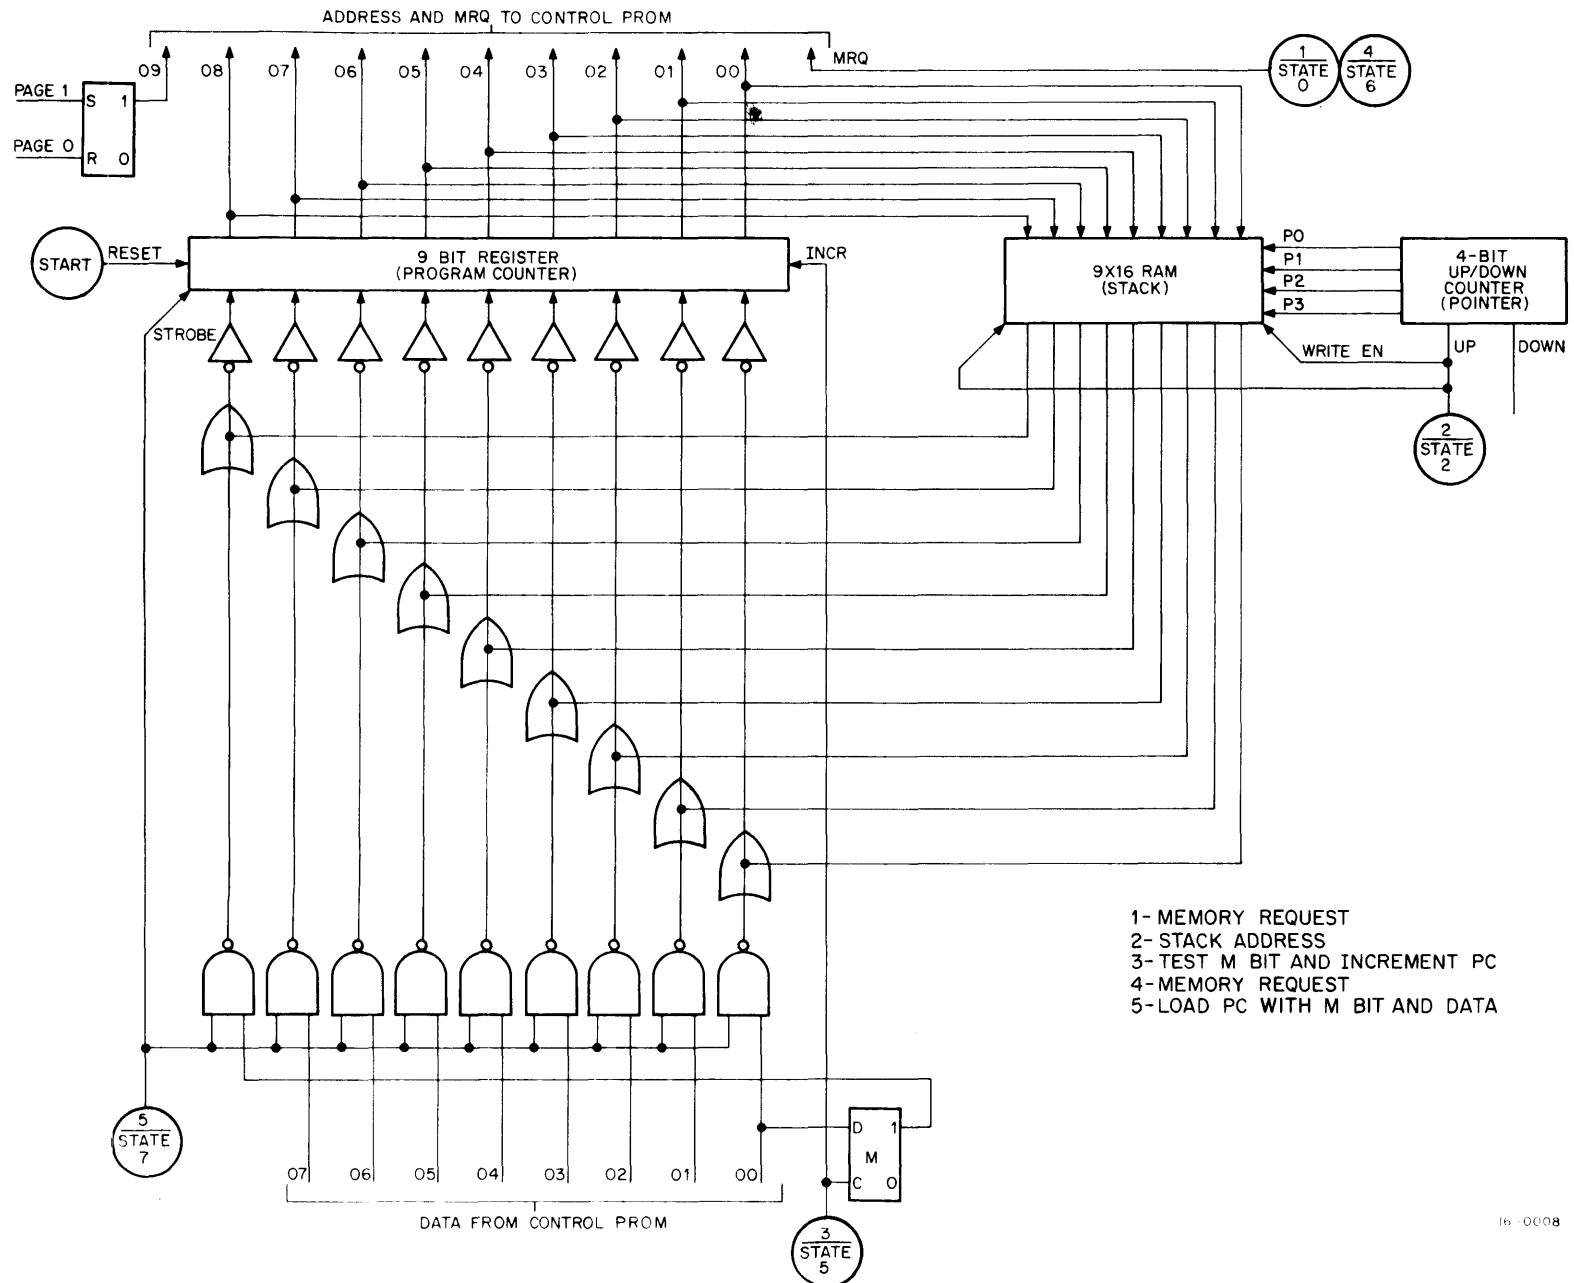 ADDRESS AND MRQ TO CONTROL PROM
09 08 07 06 05 04 03 02 01 00 MRQ
1
STATE
0
4
STATE
6
PAGE 1
S 1
PAGE 0
R 0
START
RESET
9 BIT REGISTER
(PROGRAM COUNTER)
INCR
9X16 RAM
(STACK)
P0
P1
P2
P3
4-BIT
UP/DOWN
COUNTER
(POINTER)
STROBE
WRITE EN
UP
DOWN
2
STATE
2
1- MEMORY REQUEST
2- STACK ADDRESS
3- TEST M BIT AND INCREMENT PC
4- MEMORY REQUEST
5- LOAD PC WITH M BIT AND DATA
5
STATE
7
D 1
M
C 0
07 06 05 04 03 02 01 00
DATA FROM CONTROL PROM
3
STATE
5
16-0008